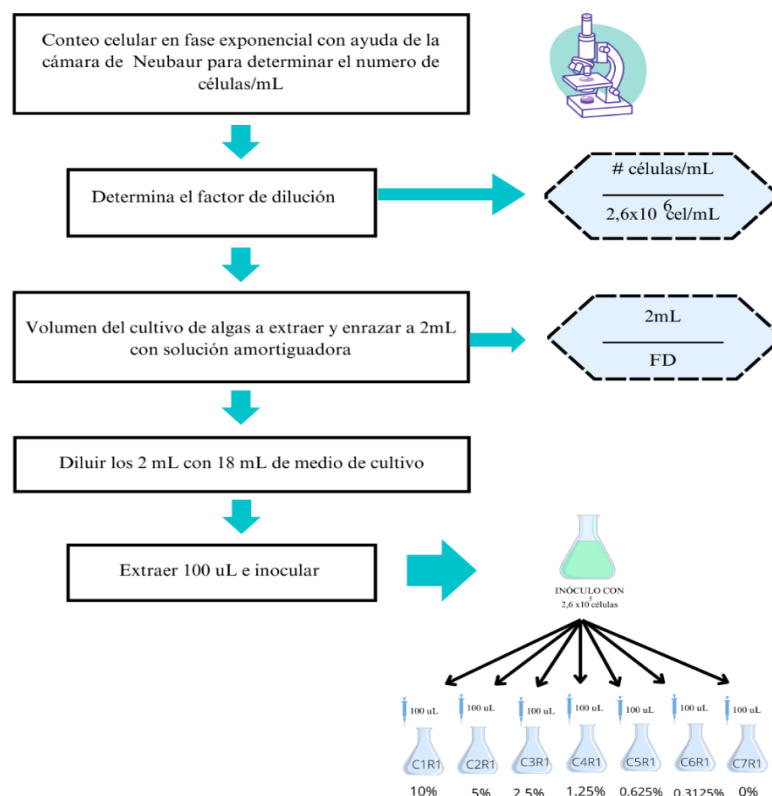 Conteo celular en fase exponencial con ayuda de la
cámara de Neubaur para determinar el numero de
células/mL
Determina el factor de dilución
# células/mL
2,6x10 6 cel/mL
Volumen del cultivo de algas a extraer y enrazar a 2mL
con solución amortiguadora
2mL
FD
Diluir los 2 mL con 18 mL de medio de cultivo
Extraer 100 uL e inocular
INÓCULO CON
2,6 x10 5 células
100 uL 100 uL 100 uL 100 uL 100 uL 100 uL 100 uL
C1R1 C2R1 C3R1 C4R1 C5R1 C6R1 C7R1
10% 5% 2.5% 1.25% 0.625% 0.3125% 0%